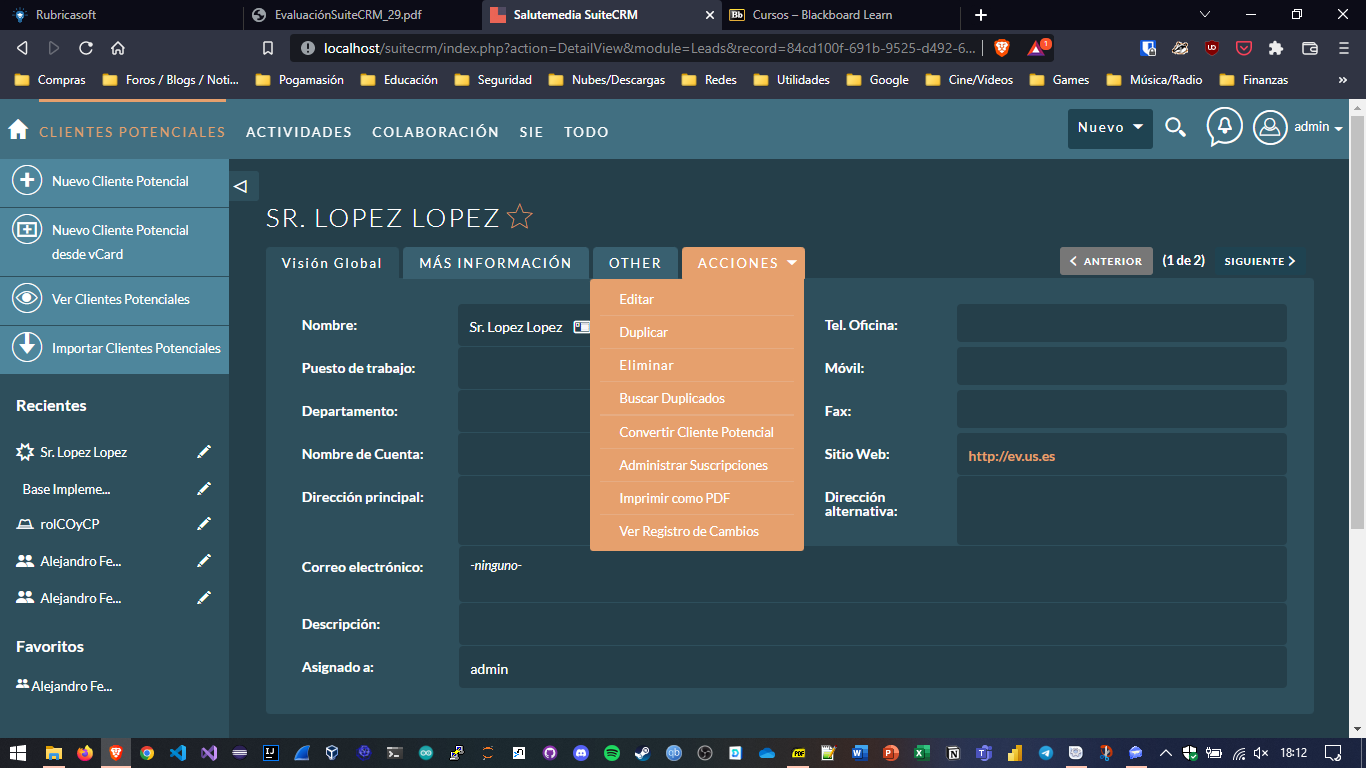 Rubricasoft
EvaluaciónSuiteCRM_29.pdf
Salutemedia SuiteCRM
Cursos – Blackboard Learn
localhost/suitecrm/index.php?action=DetailView&module=Leads&record=84cd100f-691b-9525-d492-6...
1
Compras
Foros / Blogs / Noti...
Pogamasión
Educación
Seguridad
Nubes/Descargas
Redes
Utilidades
Google
Cine/Videos
Games
Música/Radio
Finanzas
»
CLIENTES POTENCIALES
ACTIVIDADES
COLABORACIÓN
SIE
TODO
Nuevo
admin
Nuevo Cliente Potencial
Nuevo Cliente Potencial
desde vCard
Ver Clientes Potenciales
Importar Clientes Potenciales
Recientes
Sr. Lopez Lopez
Base Impleme...
rolCOyCP
Alejandro Fe...
Alejandro Fe...
Favoritos
Alejandro Fe...
SR. LOPEZ LOPEZ
Visión Global
MÁS INFORMACIÓN
OTHER
ACCIONES
ANTERIOR
(1 de 2)
SIGUIENTE
Editar
Duplicar
Eliminar
Buscar Duplicados
Convertir Cliente Potencial
Administrar Suscripciones
Imprimir como PDF
Ver Registro de Cambios
Nombre:
Sr. Lopez Lopez
Tel. Oficina:
Puesto de trabajo:
Móvil:
Departamento:
Fax:
Nombre de Cuenta:
Sitio Web:
http://ev.us.es
Dirección principal:
Dirección
alternativa:
Correo electrónico:
-ninguno-
Descripción:
Asignado a:
admin
18:12